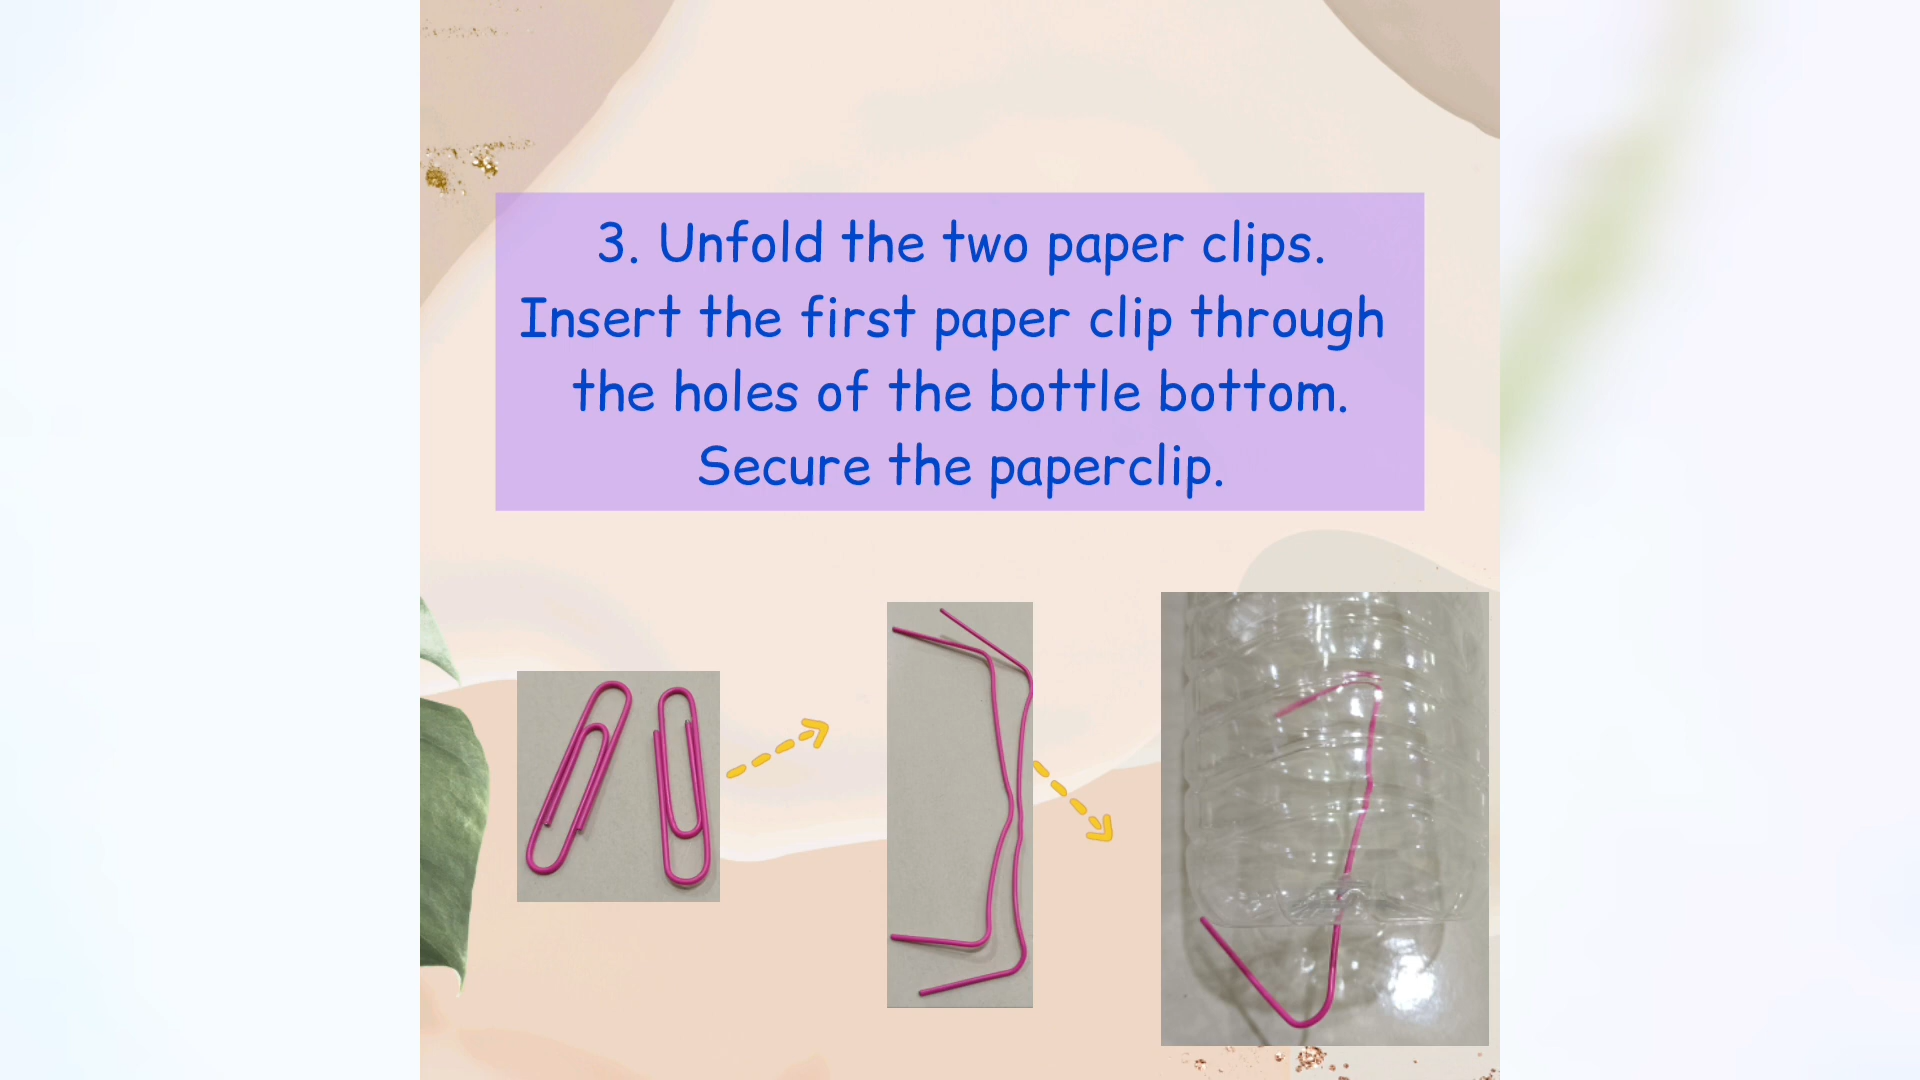 3. Unfold the two paper clips.
Insert the first paper clip through
the holes of the bottle bottom.
Secure the paperclip.